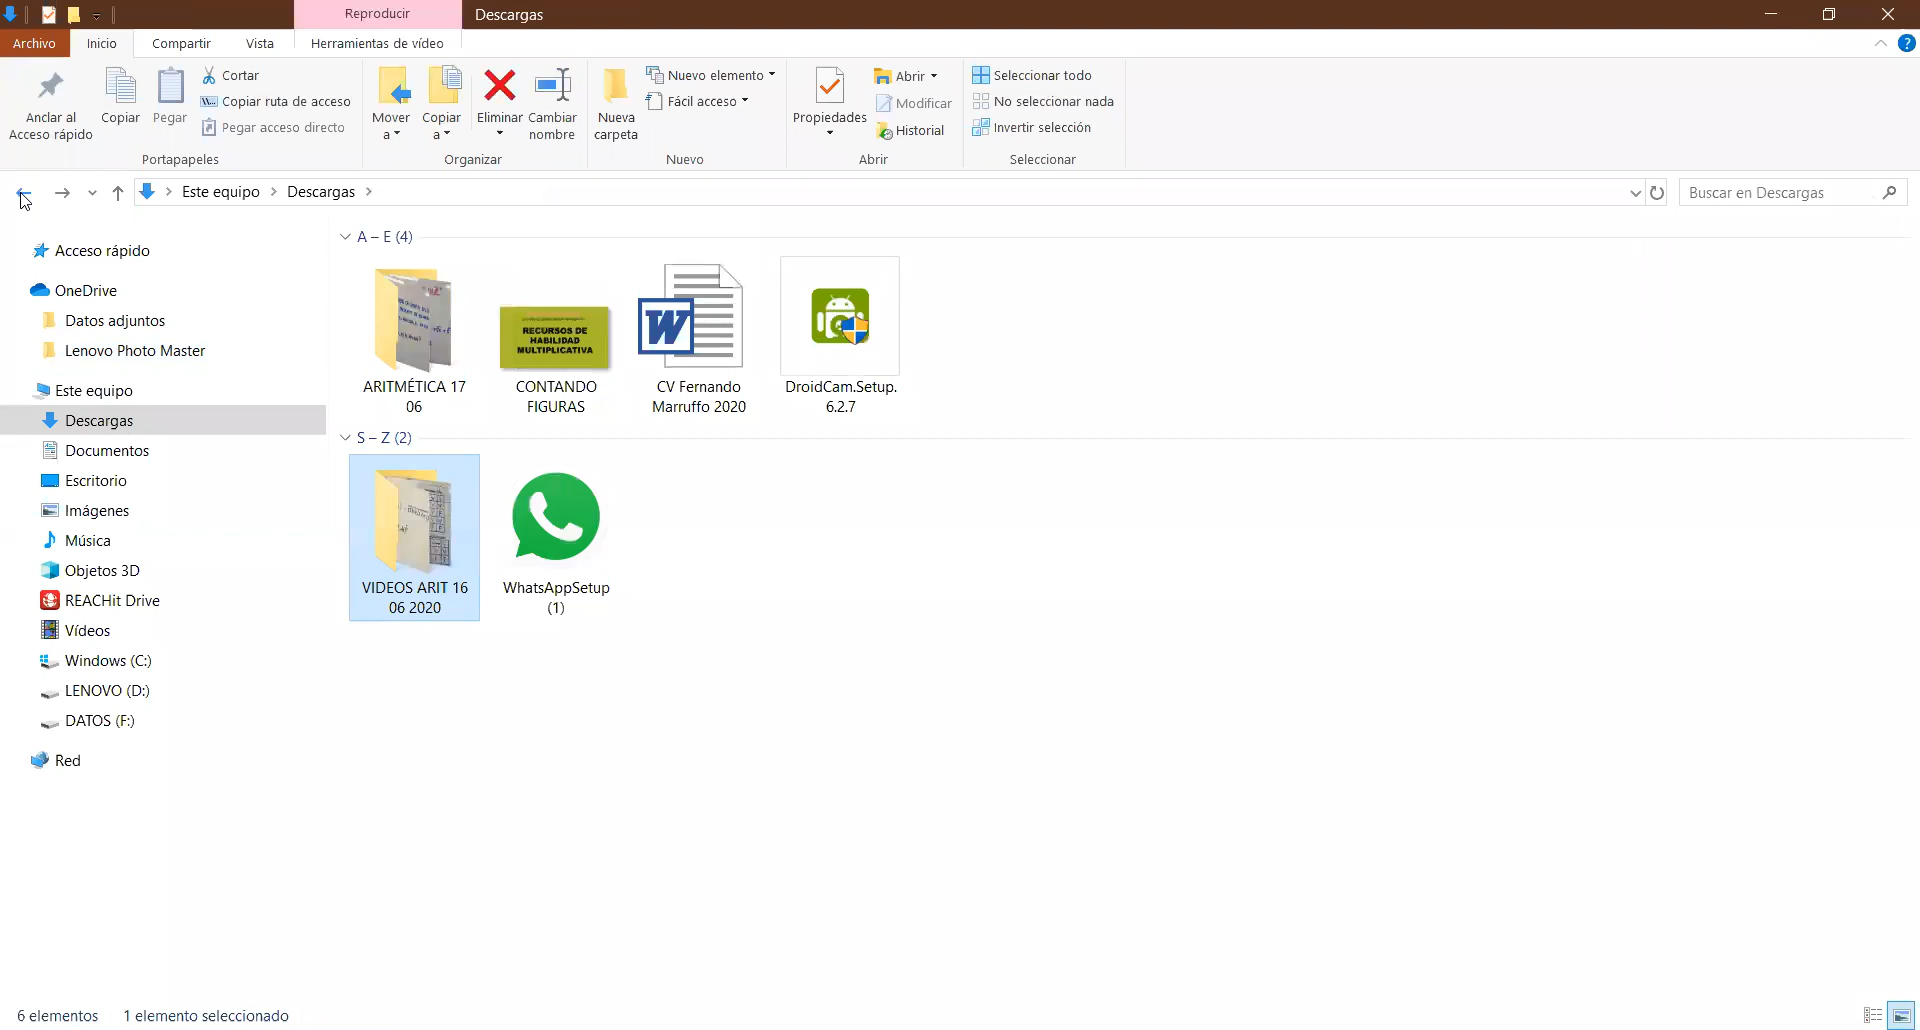 Reproducir
Descargas
Archivo
Inicio
Compartir
Vista
Herramientas de vídeo
Anclar al
Acceso rápido
Copiar
Pegar
Cortar
Copiar ruta de acceso
Pegar acceso directo
Portapapeles
Mover
a
Copiar
a
Eliminar
Cambiar
nombre
Organizar
Nueva
carpeta
Nuevo elemento
Fácil acceso
Nuevo
Propiedades
Abrir
Modificar
Historial
Abrir
Seleccionar todo
No seleccionar nada
Invertir selección
Seleccionar
Este equipo
Descargas
Buscar en Descargas
Acceso rápido
OneDrive
Datos adjuntos
Lenovo Photo Master
Este equipo
Descargas
Documentos
Escritorio
Imágenes
Música
Objetos 3D
REACHit Drive
Vídeos
Windows (C:)
LENOVO (D:)
DATOS (F:)
Red
A – E (4)
RECURSOS DE
HABILIDAD
MULTIPLICATIVA
W
ARITMÉTICA 17
06
CONTANDO
FIGURAS
CV Fernando
Marruffo 2020
DroidCam.Setup.
6.2.7
S – Z (2)
VIDEOS ARIT 16
06 2020
WhatsAppSetup
(1)
6 elementos
1 elemento seleccionado